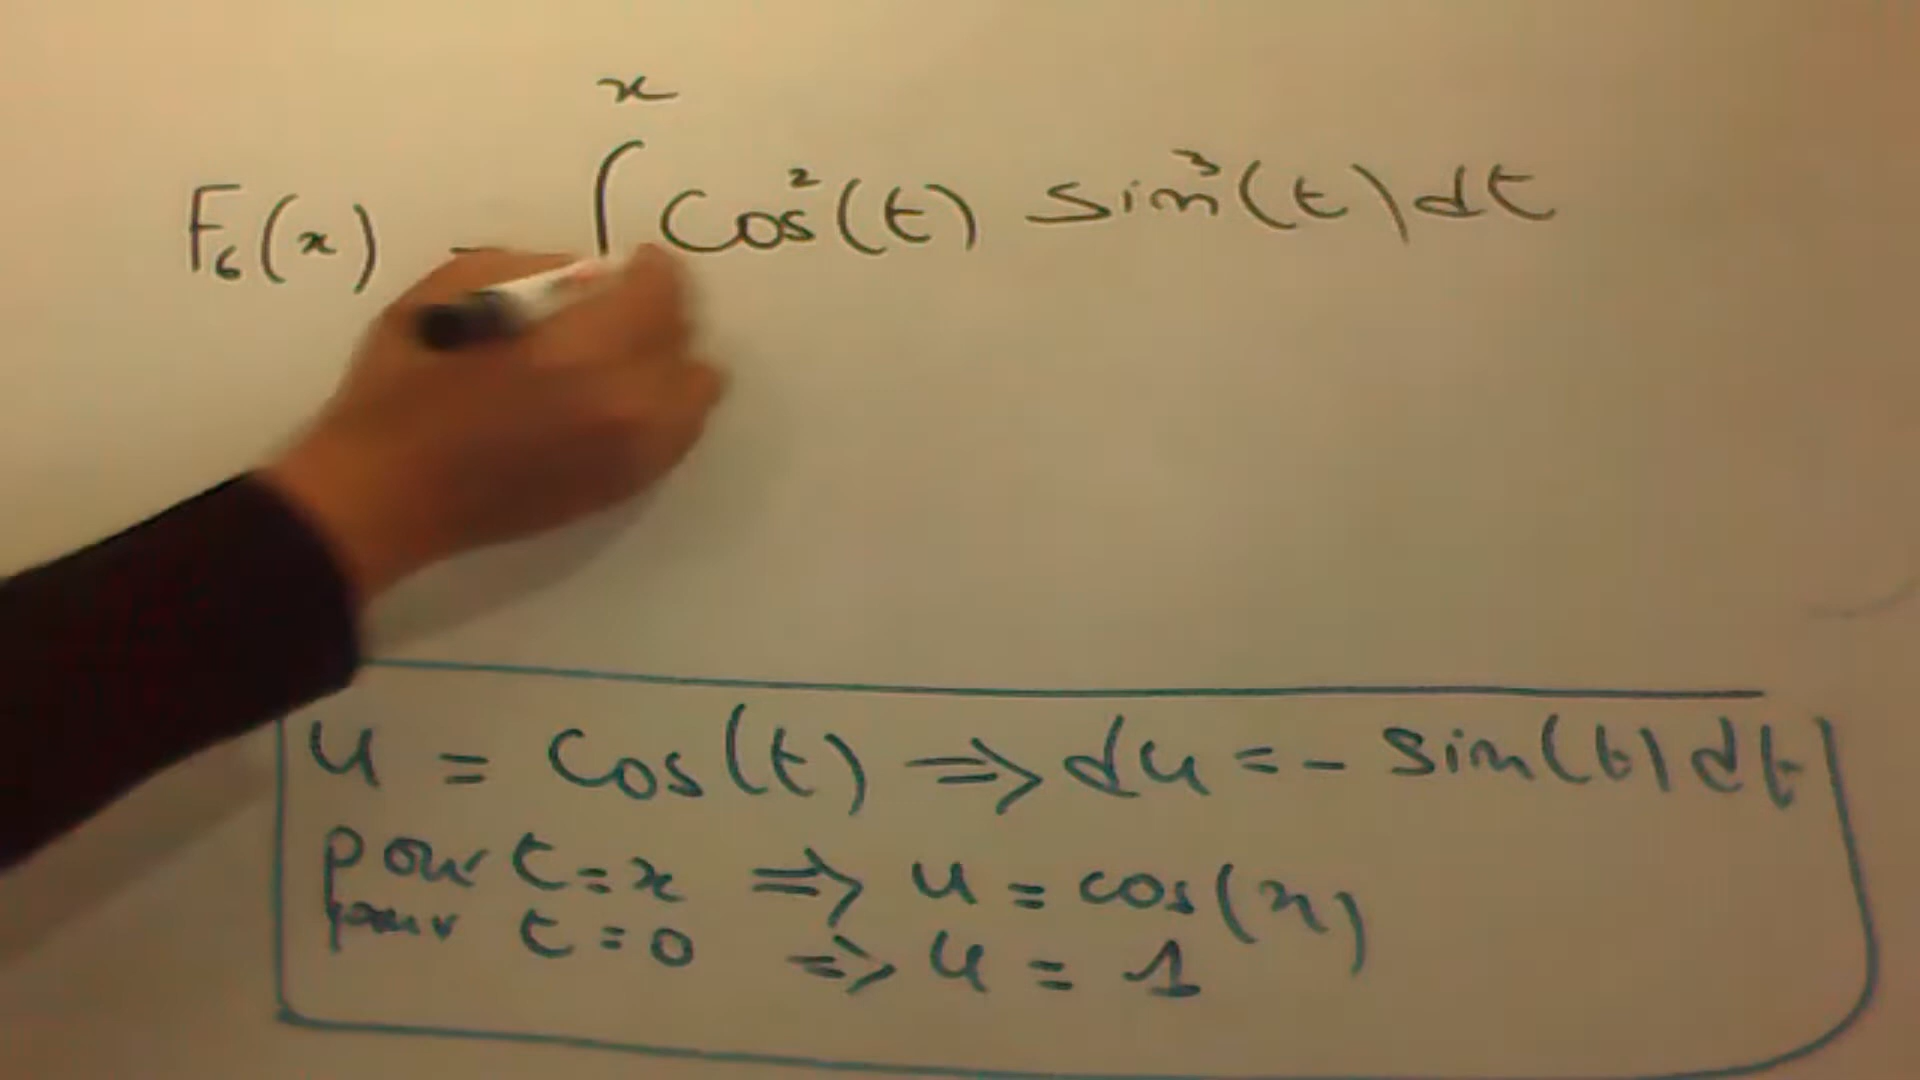 x
F₆(x) = ∫ cos²(t) sin³(t) dt
u = cos(t) ⇒ du = - sin(t) dt
pour t = x ⇒ u = cos(x)
pour t = 0 ⇒ u = 1